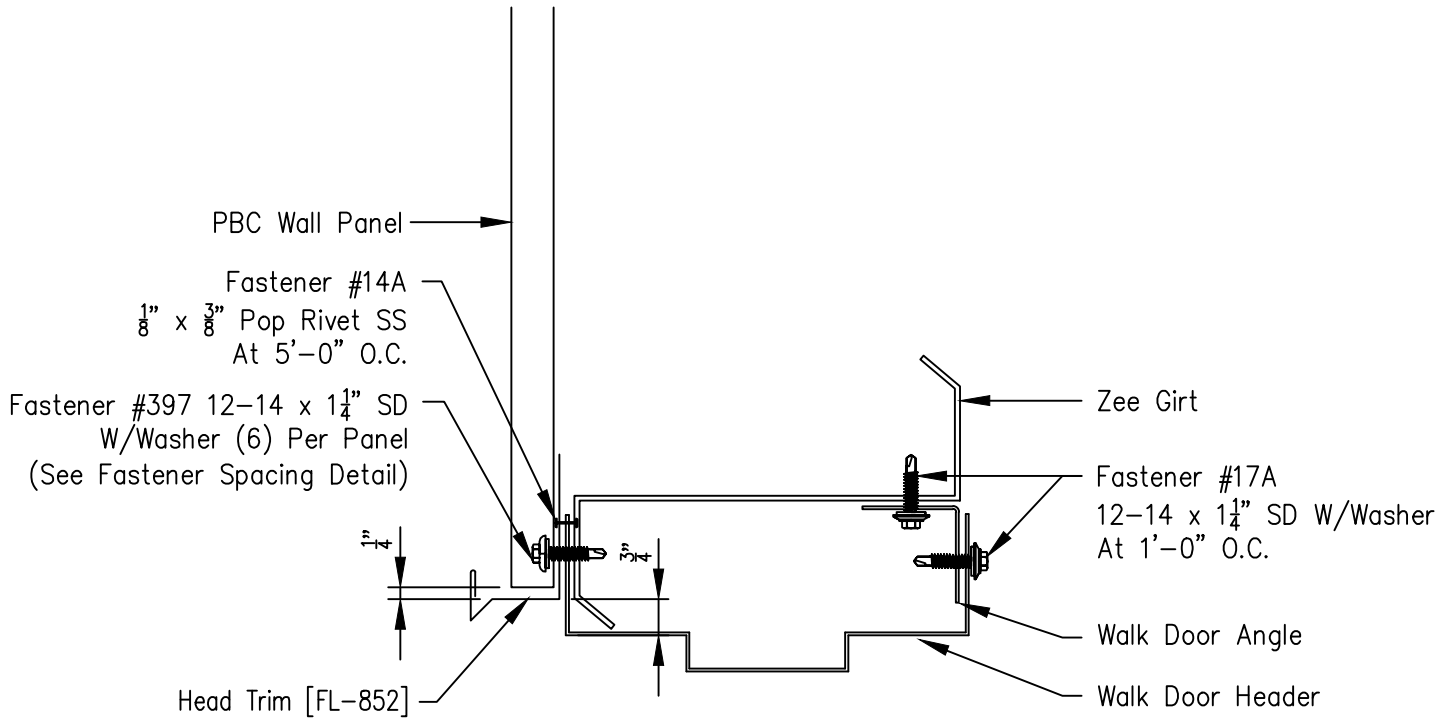 PBC Wall Panel
Fastener #14A
1/8" x 3/8" Pop Rivet SS
At 5'-0" O.C.
Fastener #397 12-14 x 1 1/4" SD
W/Washer (6) Per Panel
(See Fastener Spacing Detail)
1/4"
3/4"
Head Trim [FL-852]
Zee Girt
Fastener #17A
12-14 x 1 1/4" SD W/Washer
At 1'-0" O.C.
Walk Door Angle
Walk Door Header